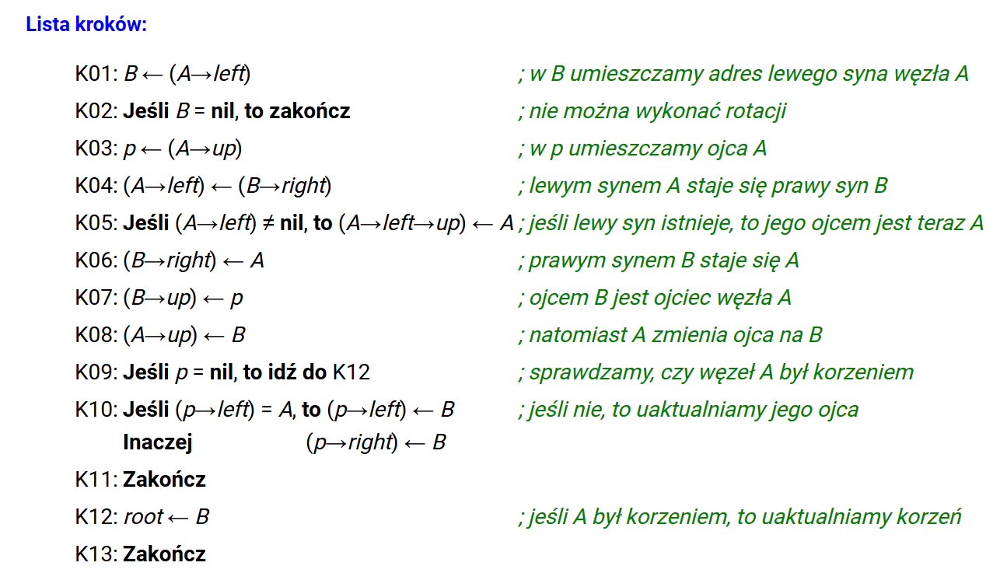 Lista kroków:
K01: B ← (A→left) ; w B umieszczamy adres lewego syna węzła A
K02: Jeśli B = nil, to zakończ ; nie można wykonać rotacji
K03: p ← (A→up) ; w p umieszczamy ojca A
K04: (A→left) ← (B→right) ; lewym synem A staje się prawy syn B
K05: Jeśli (A→left) ≠ nil, to (A→left→up) ← A ; jeśli lewy syn istnieje, to jego ojcem jest teraz A
K06: (B→right) ← A ; prawym synem B staje się A
K07: (B→up) ← p ; ojcem B jest ojciec węzła A
K08: (A→up) ← B ; natomiast A zmienia ojca na B
K09: Jeśli p = nil, to idź do K12 ; sprawdzamy, czy węzeł A był korzeniem
K10: Jeśli (p→left) = A, to (p→left) ← B ; jeśli nie, to uaktualniamy jego ojca
Inaczej (p→right) ← B
K11: Zakończ
K12: root ← B ; jeśli A był korzeniem, to uaktualniamy korzeń
K13: Zakończ